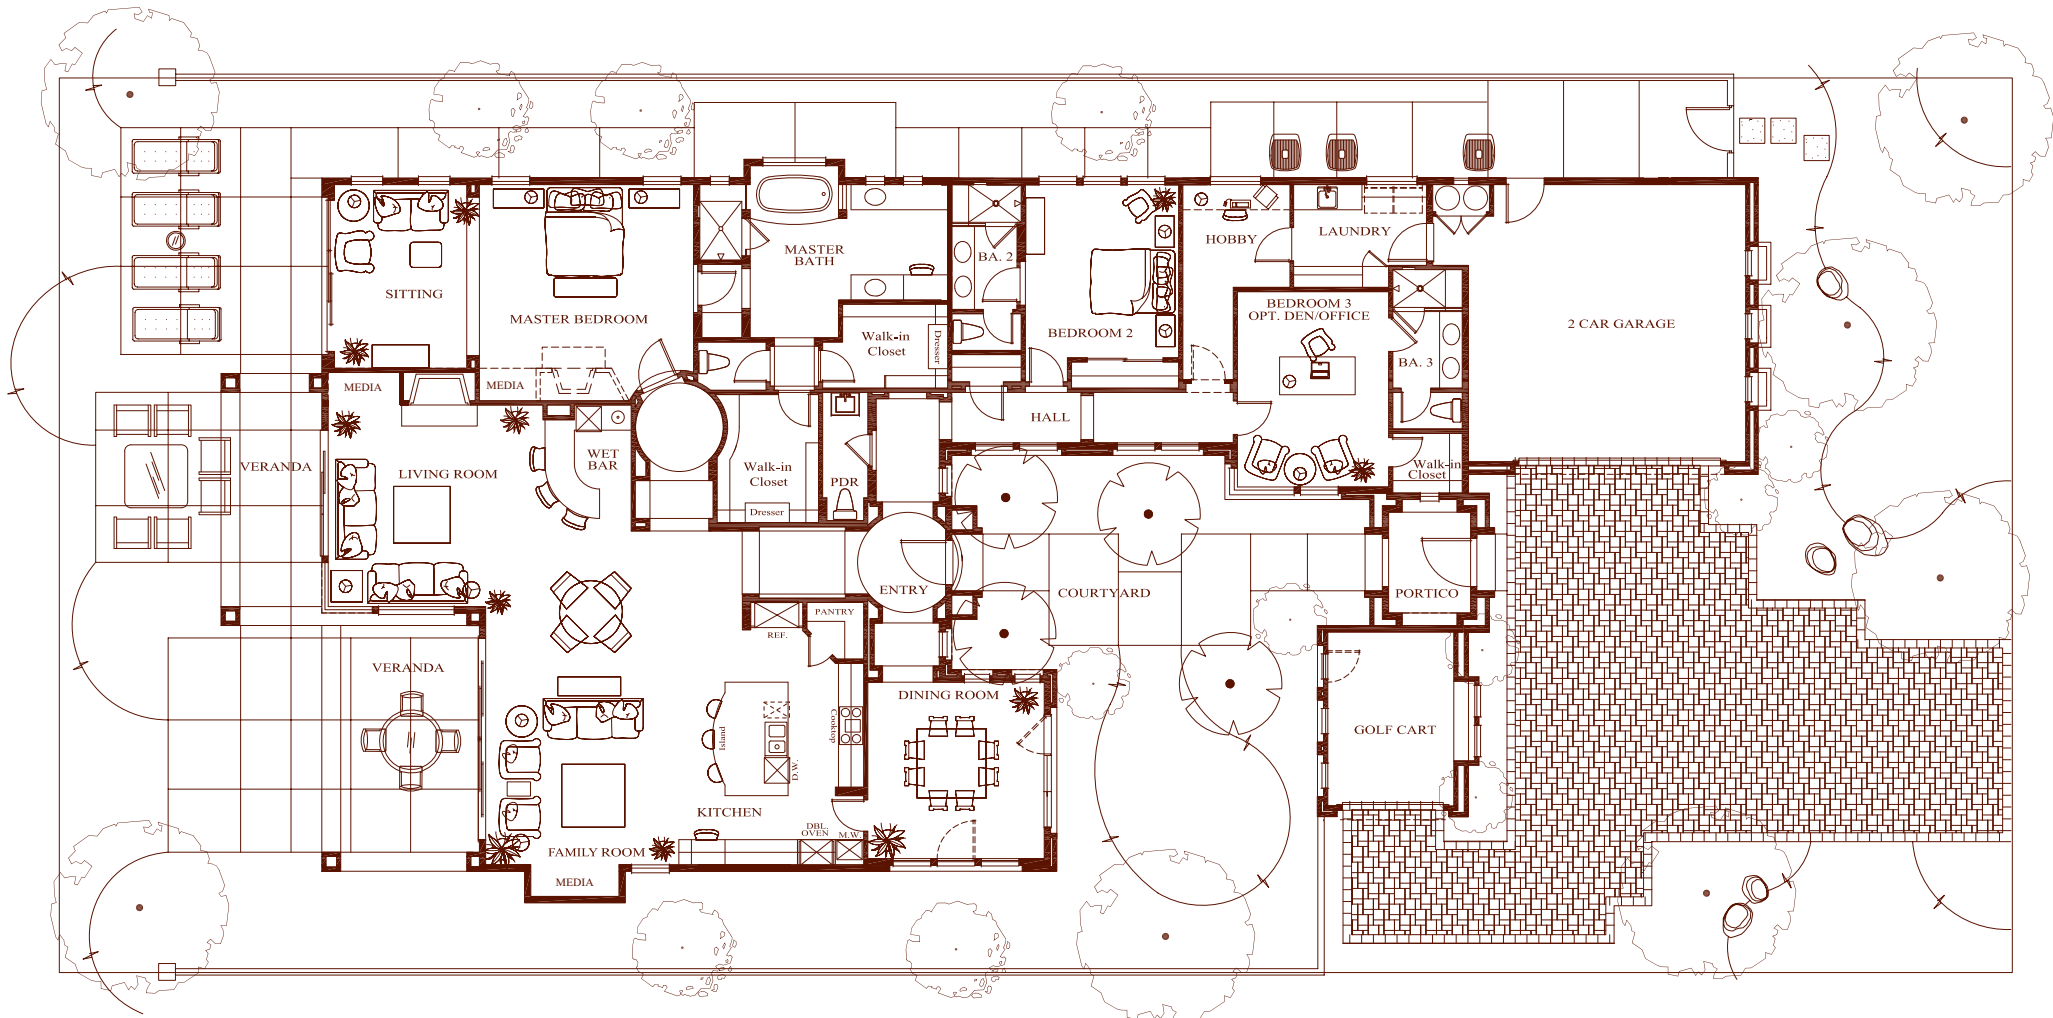 MASTER
BATH
HOBBY
LAUNDRY
BA. 2
SITTING
MASTER BEDROOM
BEDROOM 2
BEDROOM 3
OPT. DEN/OFFICE
2 CAR GARAGE
Walk-in
Closet
Dresser
BA. 3
MEDIA
MEDIA
HALL
VERANDA
LIVING ROOM
WET
BAR
Walk-in
Closet
Dresser
PDR
Walk-in
Closet
ENTRY
COURTYARD
PORTICO
PANTRY
REF.
VERANDA
DINING ROOM
Island
Cooktop
D.W.
GOLF CART
KITCHEN
DBL.
OVEN
M.W.
FAMILY ROOM
MEDIA